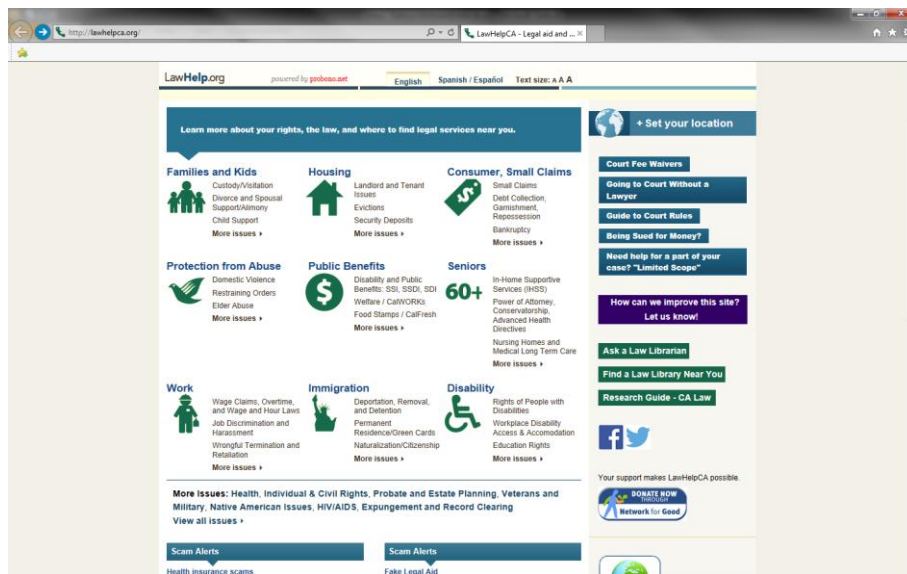 http://lawhelpca.org/
LawHelpCA - Legal aid and ...
LawHelp.org
powered by probono.net
English
Spanish / Español
Text size: A A A
Learn more about your rights, the law, and where to find legal services near you.
+ Set your location
Families and Kids
Custody/Visitation
Divorce and Spousal
Support/Alimony
Child Support
More issues
Housing
Landlord and Tenant
Issues
Evictions
Security Deposits
More issues
Consumer, Small Claims
Small Claims
Debt Collection,
Garnishment,
Repossession
Bankruptcy
More issues
Protection from Abuse
Domestic Violence
Restraining Orders
Elder Abuse
More issues
Public Benefits
Disability and Public
Benefits: SSI, SSDI, SDI
Welfare / CalWORKs
Food Stamps / CalFresh
More issues
Seniors
60+
In-Home Supportive
Services (IHSS)
Power of Attorney,
Conservatorship,
Advanced Health
Directives
Nursing Homes and
Medical Long Term Care
More issues
Work
Wage Claims, Overtime,
and Wage and Hour Laws
Job Discrimination and
Harassment
Wrongful Termination and
Retaliation
More issues
Immigration
Deportation, Removal,
and Detention
Permanent
Residence/Green Cards
Naturalization/Citizenship
More issues
Disability
Rights of People with
Disabilities
Workplace Disability
Access & Accomodation
Education Rights
More issues
More Issues: Health, Individual & Civil Rights, Probate and Estate Planning, Veterans and
Military, Native American Issues, HIV/AIDS, Expungement and Record Clearing
View all issues
Scam Alerts
Health insurance scams
Scam Alerts
Fake Legal Aid
Court Fee Waivers
Going to Court Without a
Lawyer
Guide to Court Rules
Being Sued for Money?
Need help for a part of your
case? "Limited Scope"
How can we improve this site?
Let us know!
Ask a Law Librarian
Find a Law Library Near You
Research Guide - CA Law
Your support makes LawHelpCA possible.
DONATE NOW
THROUGH
Network for Good